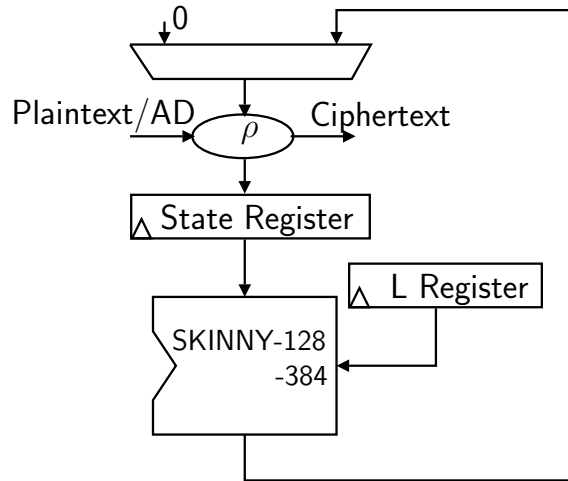 0
Plaintext/AD
ρ
Ciphertext
State Register
L Register
SKINNY-128
-384